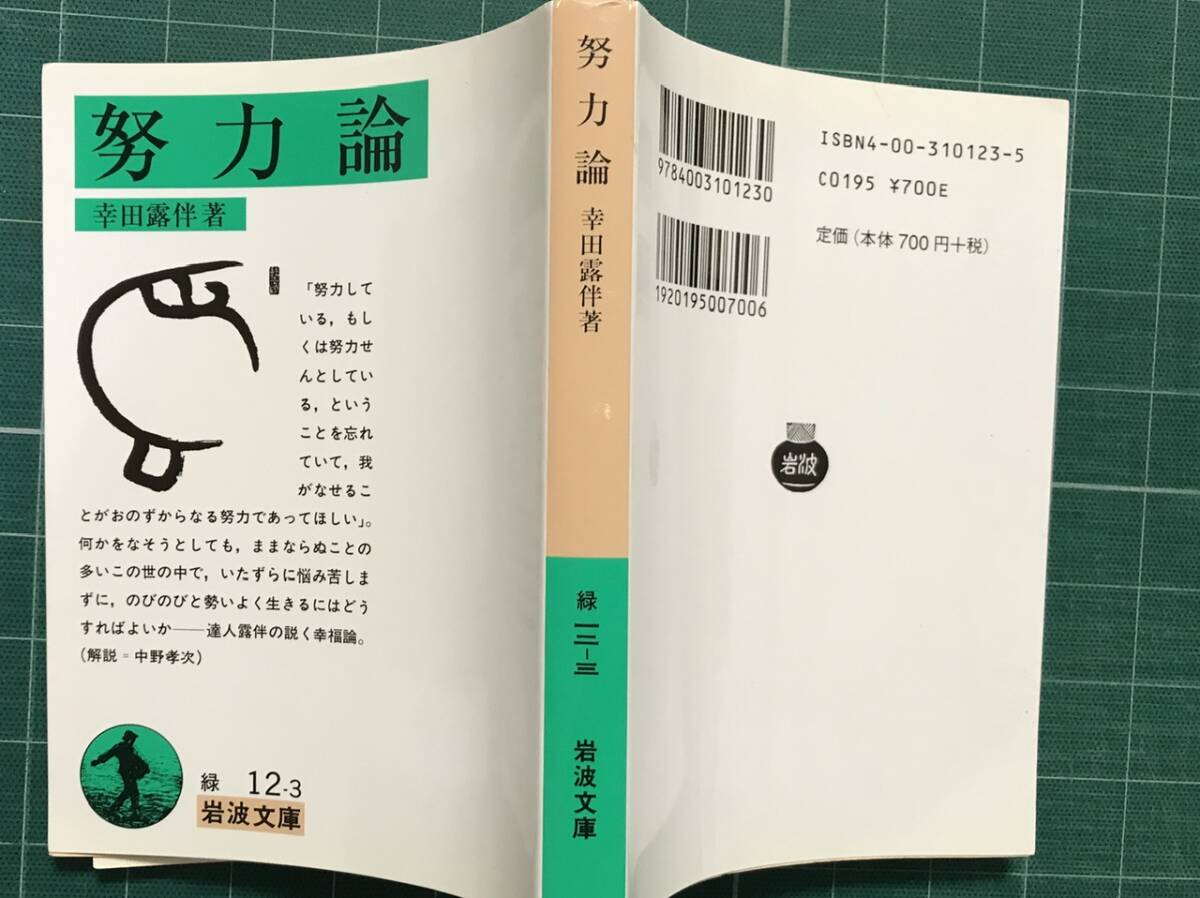 努力論
幸田露伴著
「努力して
いる，もし
くは努力せ
んとしてい
る，という
ことを忘れ
ていて，我
がなせるこ
とがおのずからなる努力であってほしい」。
何かをなそうとしても，ままならぬことの
多いこの世の中で，いたずらに悩み苦しま
ずに，のびのびと勢いよく生きるにはどう
すればよいか——達人露伴の説く幸福論。
（解説＝中野孝次）
緑 12-3
岩波文庫
努力論 幸田露伴著
緑 一二-三
岩波文庫
9784003101230
1920195007006
ISBN4-00-310123-5
C0195 ¥700E
定価（本体700円＋税）
岩波